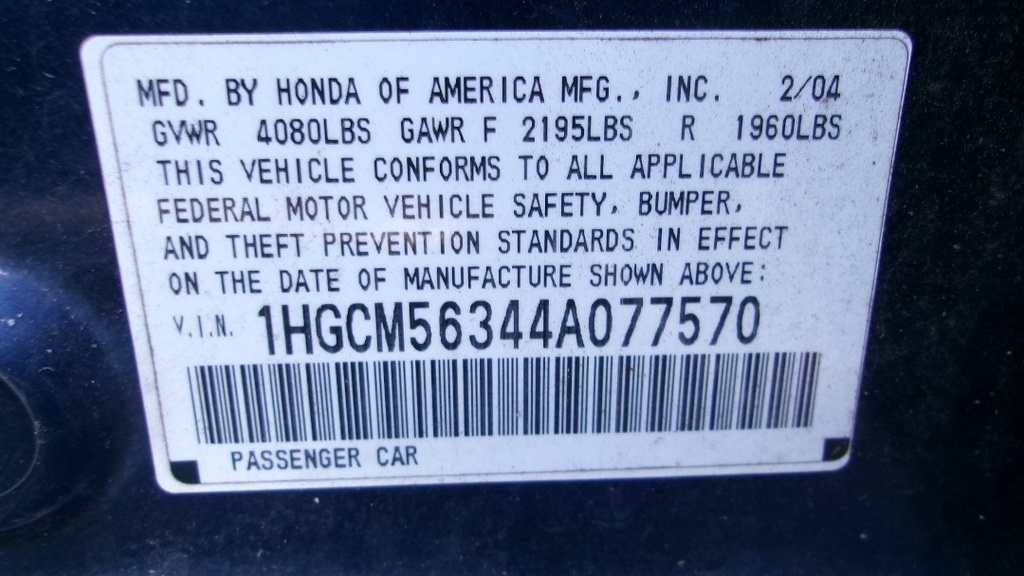 MFD. BY HONDA OF AMERICA MFG., INC. 2/04
GVWR 4080LBS GAWR F 2195LBS R 1960LBS
THIS VEHICLE CONFORMS TO ALL APPLICABLE
FEDERAL MOTOR VEHICLE SAFETY, BUMPER,
AND THEFT PREVENTION STANDARDS IN EFFECT
ON THE DATE OF MANUFACTURE SHOWN ABOVE:
V.I.N. 1HGCM56344A077570
PASSENGER CAR